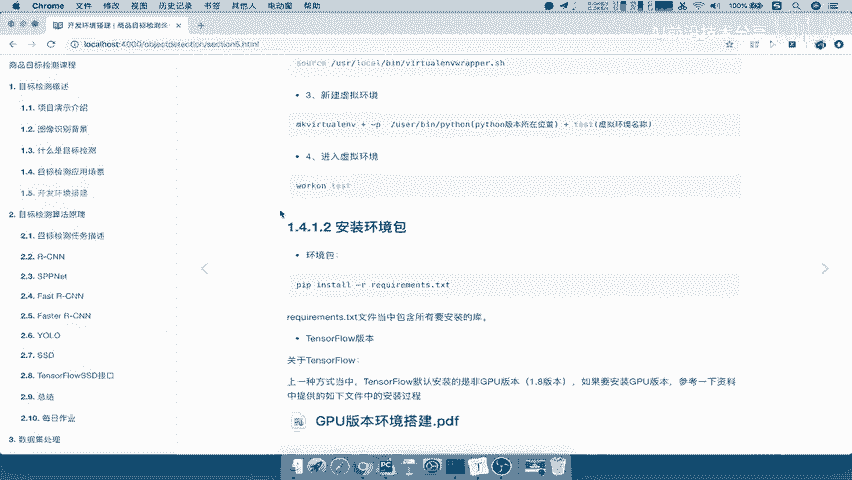 Chrome 文件 修改 视图 历史记录 书签 其他人 电动窗 帮助
100%
开发环境搭建 | 商品目标检测课
localhost:4000/objectdetection/section5.html
商品目标检测课程
1. 目标检测概述
1.1. 项目演示介绍
1.2. 图像识别背景
1.3. 什么是目标检测
1.4. 目标检测应用场景
1.5. 开发环境搭建
2. 目标检测算法原理
2.1. 目标检测任务描述
2.2. R-CNN
2.3. SPPNet
2.4. Fast R-CNN
2.5. Faster R-CNN
2.6. YOLO
2.7. SSD
2.8. TensorFlowSSD接口
2.9. 总结
2.10. 每日作业
3. 数据集处理
source /usr/local/bin/virtualenvwrapper.sh
• 3、新建虚拟环境
mkvirtualenv + -p /user/bin/python(python版本所在位置) + test(虚拟环境名称)
• 4、进入虚拟环境
workon test
1.4.1.2 安装环境包
• 环境包：
pip install -r requirements.txt
requirements.txt文件当中包含所有要安装的库。
• TensorFlow版本
关于TensorFlow：
上一种方式当中，TensorFlow默认安装的是非GPU版本（1.8版本），如果要安装GPU版本，参考一下资料
中提供的如下文件中的安装过程
GPU版本环境搭建.pdf